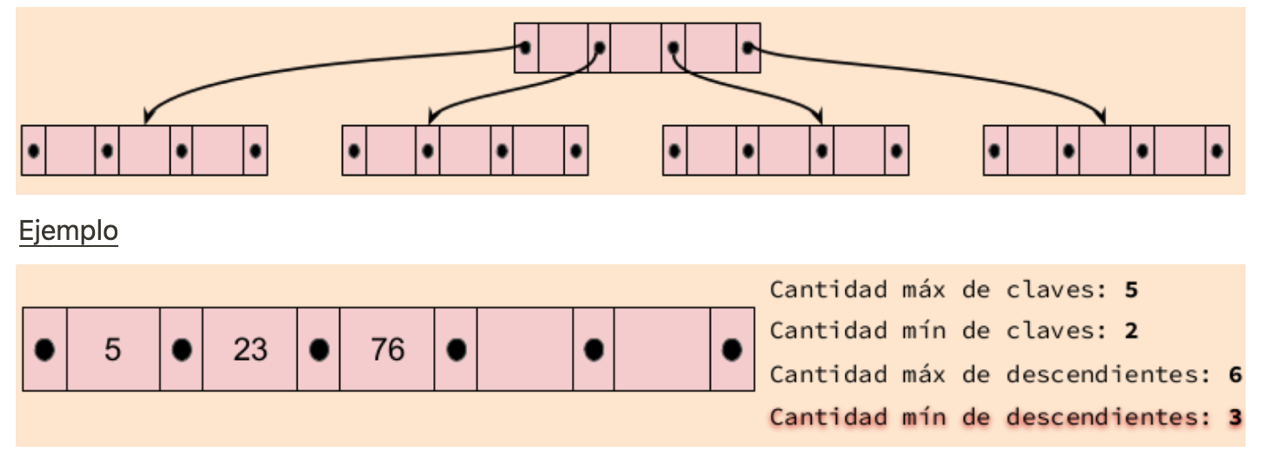 Ejemplo
5 23 76
Cantidad máx de claves: 5
Cantidad mín de claves: 2
Cantidad máx de descendientes: 6
Cantidad mín de descendientes: 3